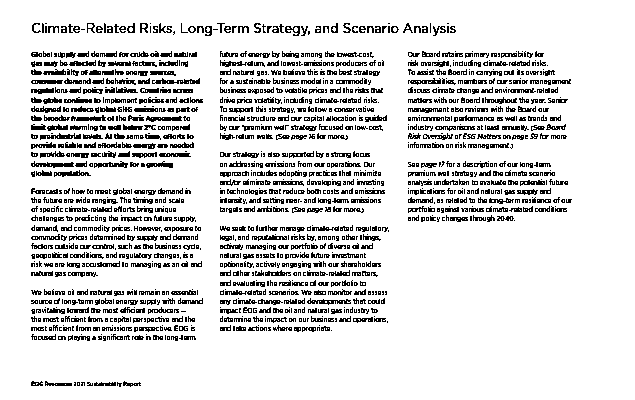 Climate-Related Risks, Long-Term Strategy, and Scenario Analysis
Global supply and demand for crude oil and natural
gas may be affected by several factors, including
the availability of alternative energy sources,
consumer demand and behavior, and carbon-related
regulations and policy initiatives. Countries across
the globe continue to implement policies and actions
designed to reduce global GHG emissions as part of
the broader framework of the Paris Agreement to
limit global warming to well below 2°C compared
to preindustrial levels. At the same time, efforts to
provide reliable and affordable energy are needed
to provide energy security and support economic
development and opportunity for a growing
global population.
Forecasts of how to meet global energy demand in
the future are wide ranging. The timing and scale
of specific climate-related efforts bring unique
challenges to predicting the impact on future supply,
demand, and commodity prices. However, exposure to
commodity prices determined by supply and demand
factors outside our control, such as the business cycle,
geopolitical conditions, and regulatory changes, is a
risk we are long accustomed to managing as an oil and
natural gas company.
We believe oil and natural gas will remain an essential
source of long-term global energy supply with demand
gravitating toward the most efficient producers —
the most efficient from a capital perspective and the
most efficient from an emissions perspective. EOG is
focused on playing a significant role in the long-term
future of energy by being among the lowest-cost,
highest-return, and lowest-emissions producers of oil
and natural gas. We believe this is the best strategy
for a sustainable business model in a commodity
business exposed to volatile prices and the risks that
drive price volatility, including climate-related risks.
To support this strategy, we follow a conservative
financial structure and our capital allocation is guided
by our “premium well” strategy focused on low-cost,
high-return wells. (See page 16 for more.)
Our strategy is also supported by a strong focus
on addressing emissions from our operations. Our
approach includes adopting practices that minimize
and/or eliminate emissions, developing and investing
in technologies that reduce both costs and emissions
intensity, and setting near- and long-term emissions
targets and ambitions. (See page 18 for more.)
We seek to further manage climate-related regulatory,
legal, and reputational risks by, among other things,
actively managing our portfolio of diverse oil and
natural gas assets to provide future investment
optionality, actively engaging with our shareholders
and other stakeholders on climate-related matters,
and evaluating the resilience of our portfolio to
climate-related scenarios. We also monitor and assess
any climate-change-related developments that could
impact EOG and the oil and natural gas industry to
determine the impact on our business and operations,
and take actions where appropriate.
Our Board retains primary responsibility for
risk oversight, including climate-related risks.
To assist the Board in carrying out its oversight
responsibilities, members of our senior management
discuss climate change and environment-related
matters with our Board throughout the year. Senior
management also reviews with the Board our
environmental performance as well as trends and
industry comparisons at least annually. (See Board
Risk Oversight of ESG Matters on page 59 for more
information on risk management.)
See page 17 for a description of our long-term
premium well strategy and the climate scenario
analysis undertaken to evaluate the potential future
implications for oil and natural gas supply and
demand, as related to the long-term resilience of our
portfolio against various climate-related conditions
and policy changes through 2040.
EOG Resources 2021 Sustainability Report